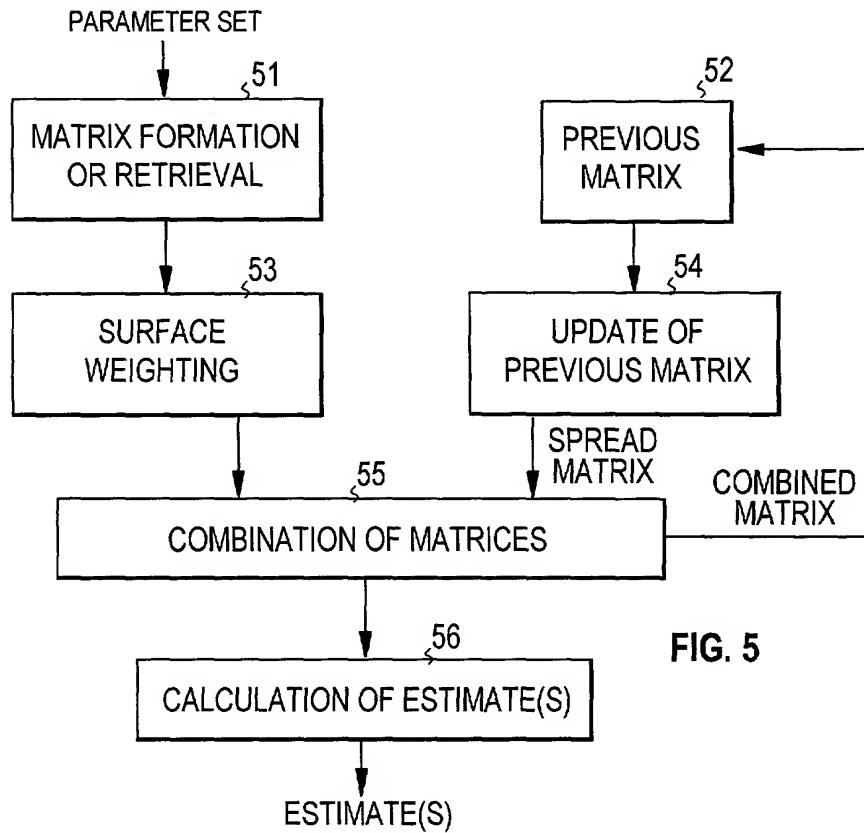 PARAMETER SET
51
MATRIX FORMATION
OR RETRIEVAL
52
PREVIOUS
MATRIX
53
SURFACE
WEIGHTING
54
UPDATE OF
PREVIOUS MATRIX
SPREAD
MATRIX
COMBINED
MATRIX
55
COMBINATION OF MATRICES
56
CALCULATION OF ESTIMATE(S)
FIG. 5
ESTIMATE(S)